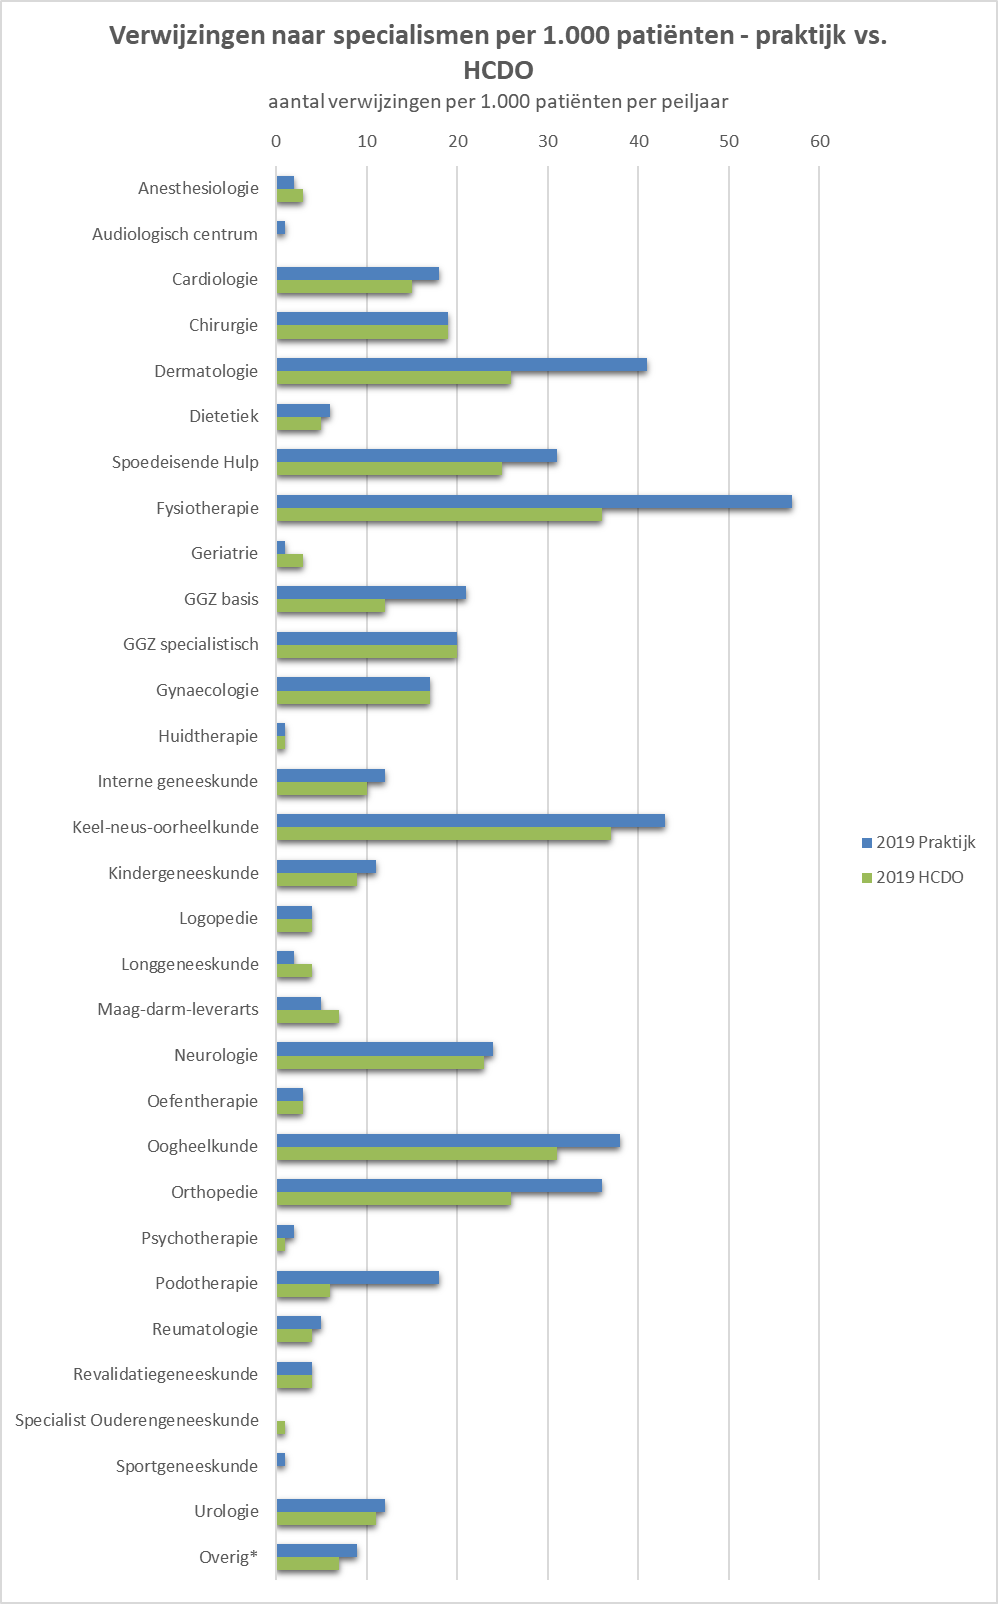 Verwijzingen naar specialismen per 1.000 patiënten - praktijk vs.
HCDO
aantal verwijzingen per 1.000 patiënten per peiljaar
0 10 20 30 40 50 60
Anesthesiologie
Audiologisch centrum
Cardiologie
Chirurgie
Dermatologie
Dietetiek
Spoedeisende Hulp
Fysiotherapie
Geriatrie
GGZ basis
GGZ specialistisch
Gynaecologie
Huidtherapie
Interne geneeskunde
Keel-neus-oorheelkunde
Kindergeneeskunde
Logopedie
Longgeneeskunde
Maag-darm-leverarts
Neurologie
Oefentherapie
Oogheelkunde
Orthopedie
Psychotherapie
Podotherapie
Reumatologie
Revalidatiegeneeskunde
Specialist Ouderengeneeskunde
Sportgeneeskunde
Urologie
Overig*
2019 Praktijk
2019 HCDO